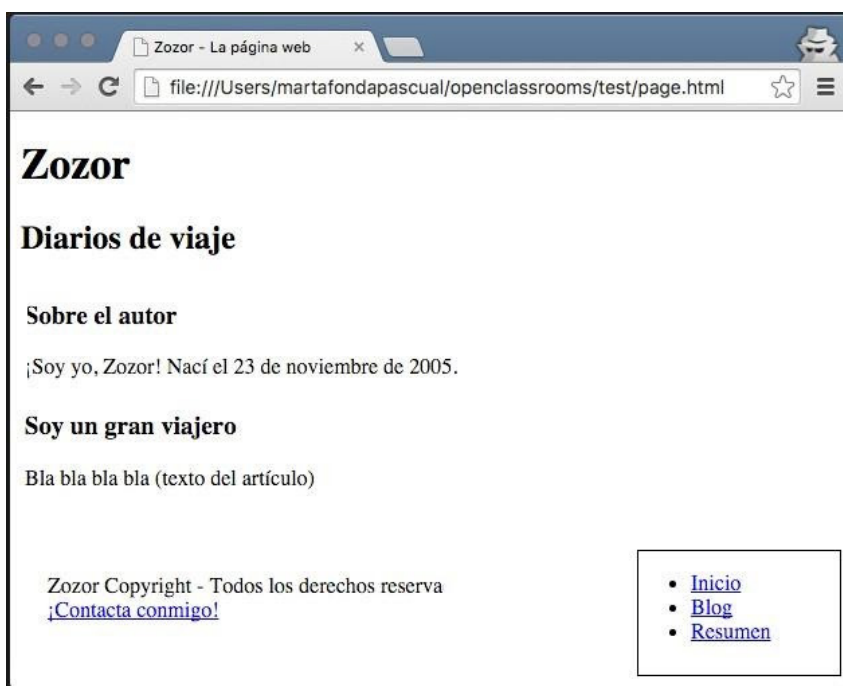 Zozor - La página web
file:///Users/martafondapascual/openclassrooms/test/page.html
Zozor
Diarios de viaje
Sobre el autor
¡Soy yo, Zozor! Nací el 23 de noviembre de 2005.
Soy un gran viajero
Bla bla bla bla (texto del artículo)
Zozor Copyright - Todos los derechos reserva
¡Contacta conmigo!
Inicio
Blog
Resumen